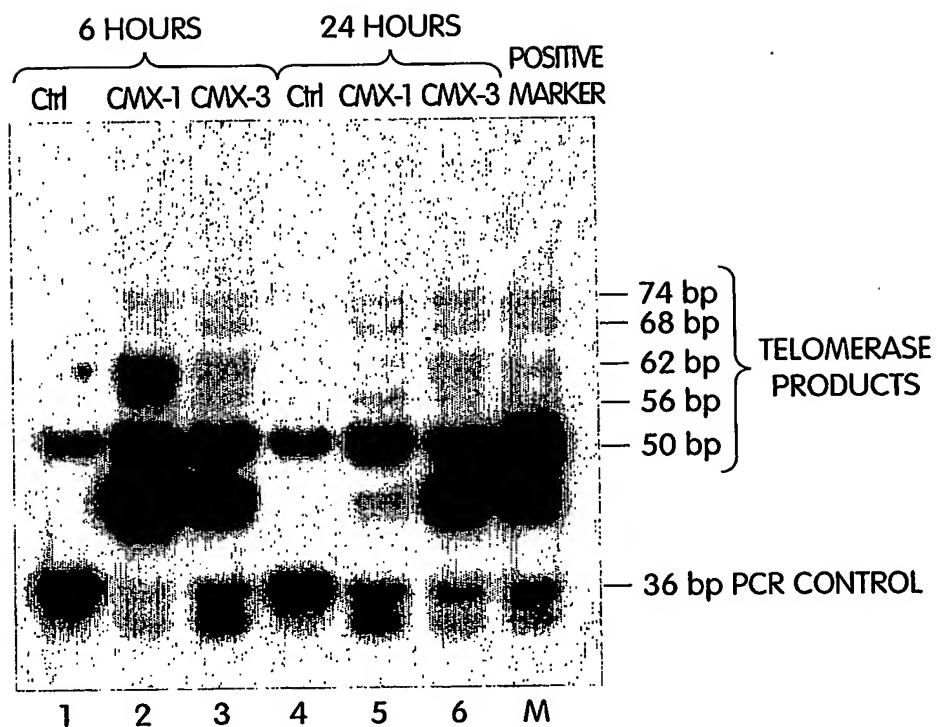 6 HOURS 24 HOURS
POSITIVE
Ctrl CMX-1 CMX-3 Ctrl CMX-1 CMX-3 MARKER
74 bp
68 bp
62 bp
56 bp
50 bp
TELOMERASE
PRODUCTS
36 bp PCR CONTROL
1 2 3 4 5 6 M